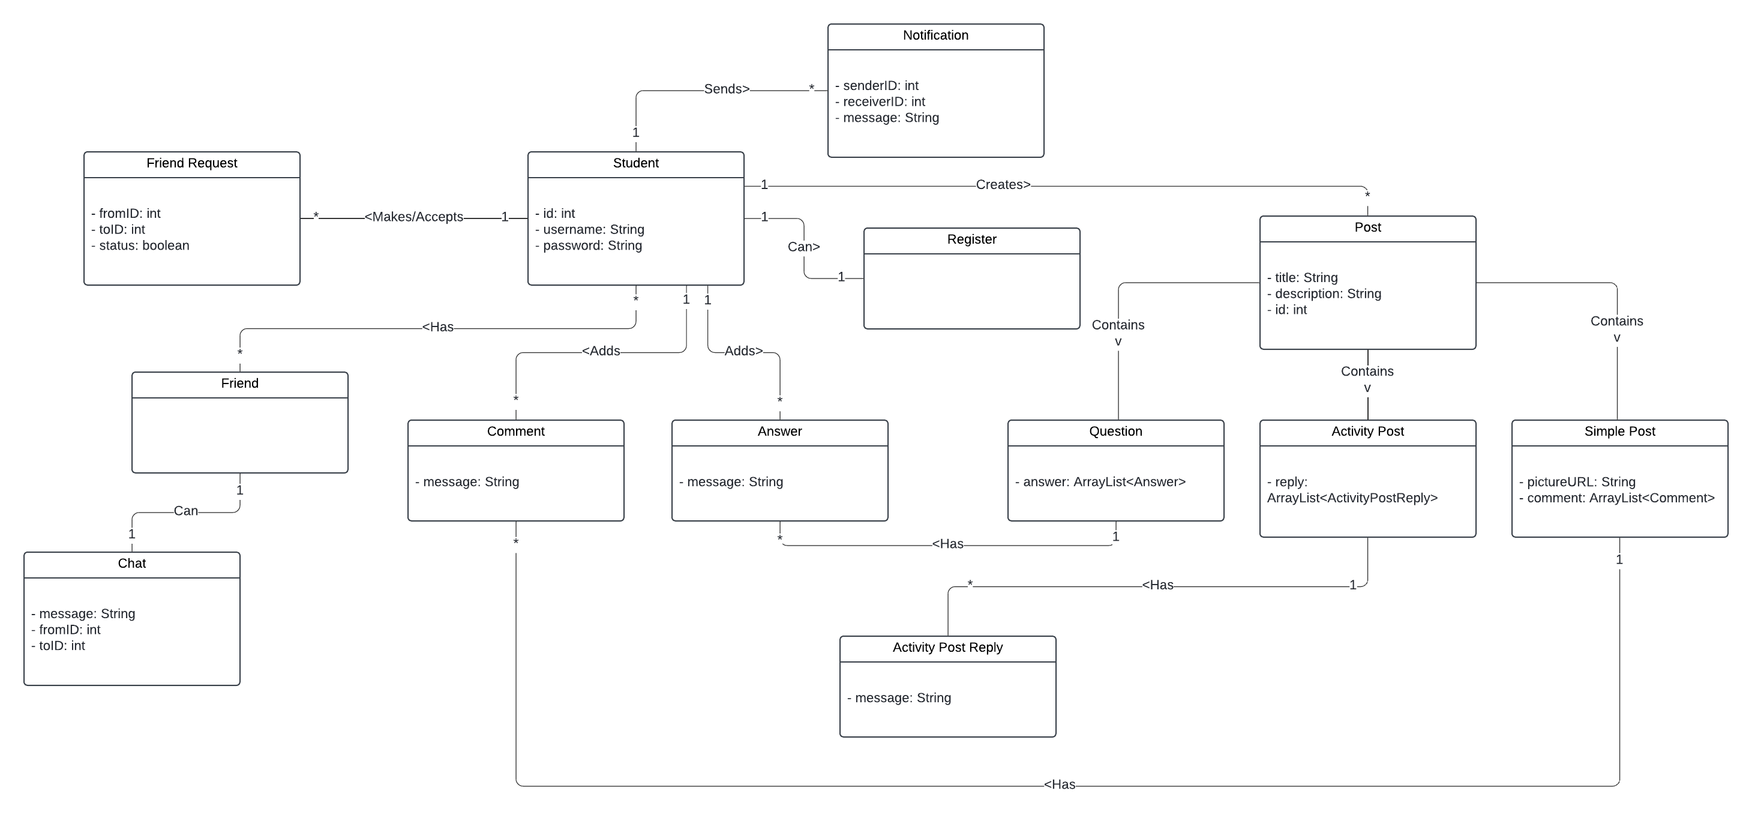 Notification
- senderID: int
- receiverID: int
- message: String
Sends>
*
1
Friend Request
- fromID: int
- toID: int
- status: boolean
*
<Makes/Accepts
1
Student
- id: int
- username: String
- password: String
1
Creates>
*
1
Can>
1
Register
Post
- title: String
- description: String
- id: int
Contains
v
Contains
v
Contains
v
*
<Has
*
1
<Adds
*
1
Adds>
*
Friend
1
Can
1
Chat
- message: String
- fromID: int
- toID: int
Comment
- message: String
*
Answer
- message: String
*
<Has
1
Question
- answer: ArrayList<Answer>
Activity Post
- reply:
ArrayList<ActivityPostReply>
Simple Post
- pictureURL: String
- comment: ArrayList<Comment>
1
*
<Has
1
Activity Post Reply
- message: String
<Has